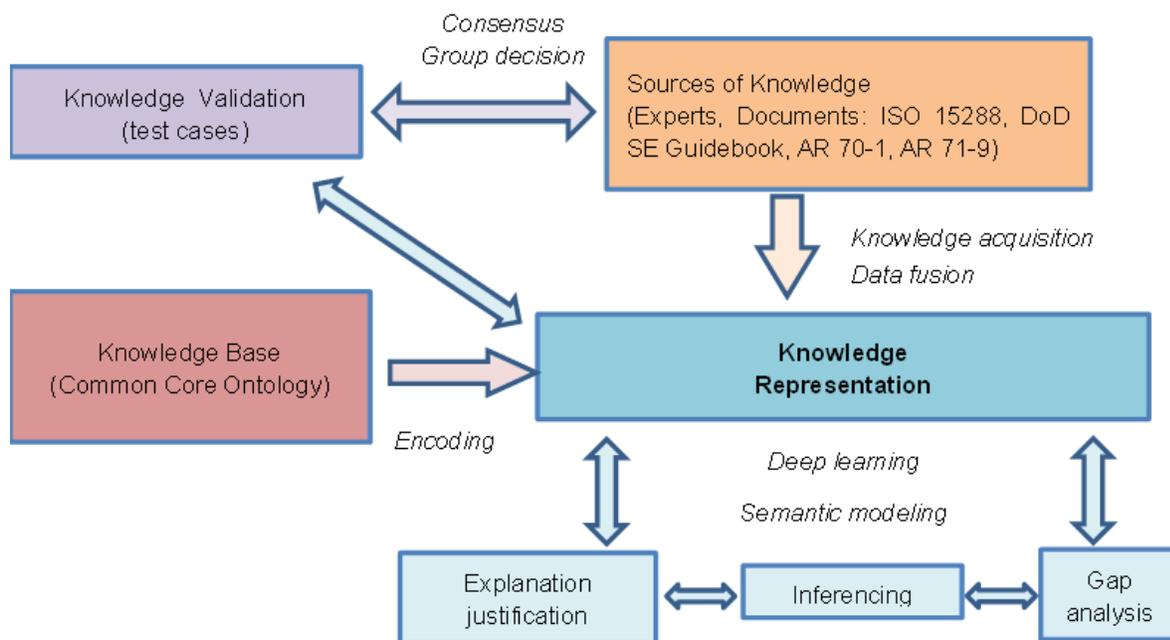 Consensus
Group decision
Knowledge Validation
(test cases)
Sources of Knowledge
(Experts, Documents: ISO 15288, DoD
SE Guidebook, AR 70-1, AR 71-9)
Knowledge acquisition
Data fusion
Knowledge Base
(Common Core Ontology)
Knowledge
Representation
Encoding
Deep learning
Semantic modeling
Explanation
justification
Inferencing
Gap
analysis